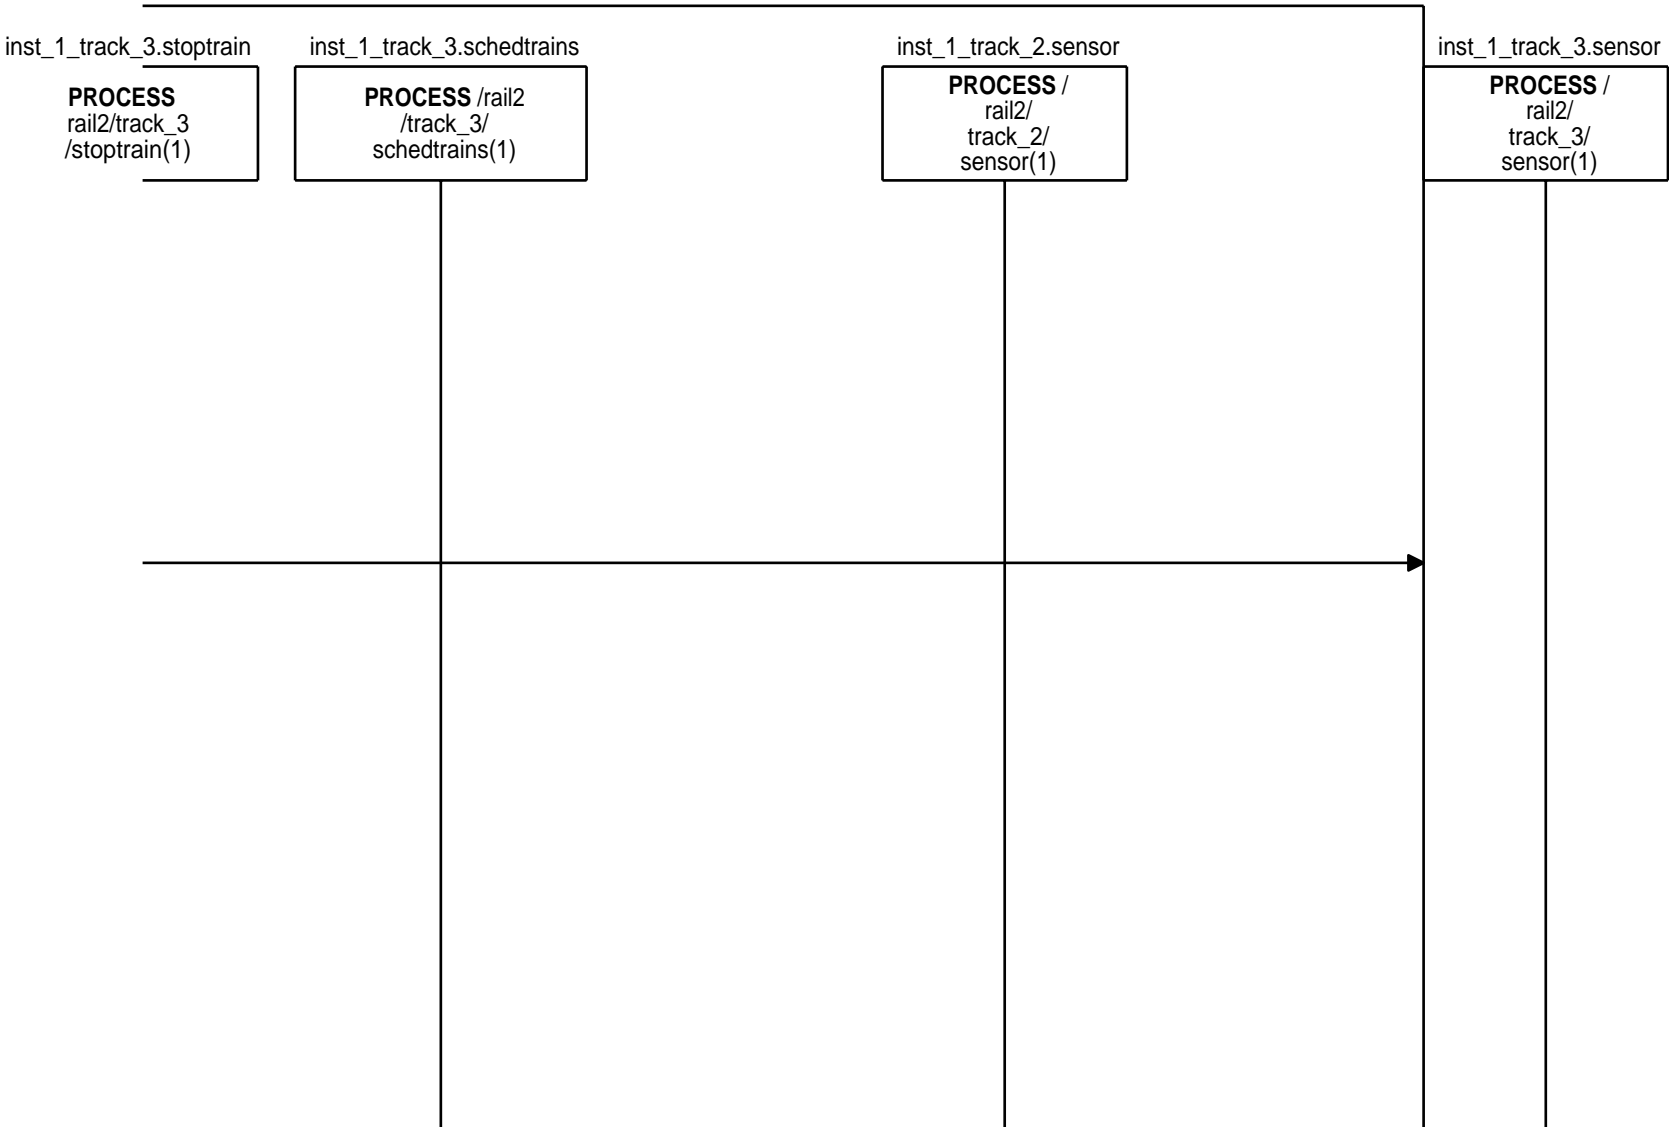 inst_1_track_3.stoptrain
PROCESS
rail2/track_3
/stoptrain(1)
inst_1_track_3.schedtrains
PROCESS /rail2
/track_3/
schedtrains(1)
inst_1_track_2.sensor
PROCESS /
rail2/
track_2/
sensor(1)
inst_1_track_3.sensor
PROCESS /
rail2/
track_3/
sensor(1)